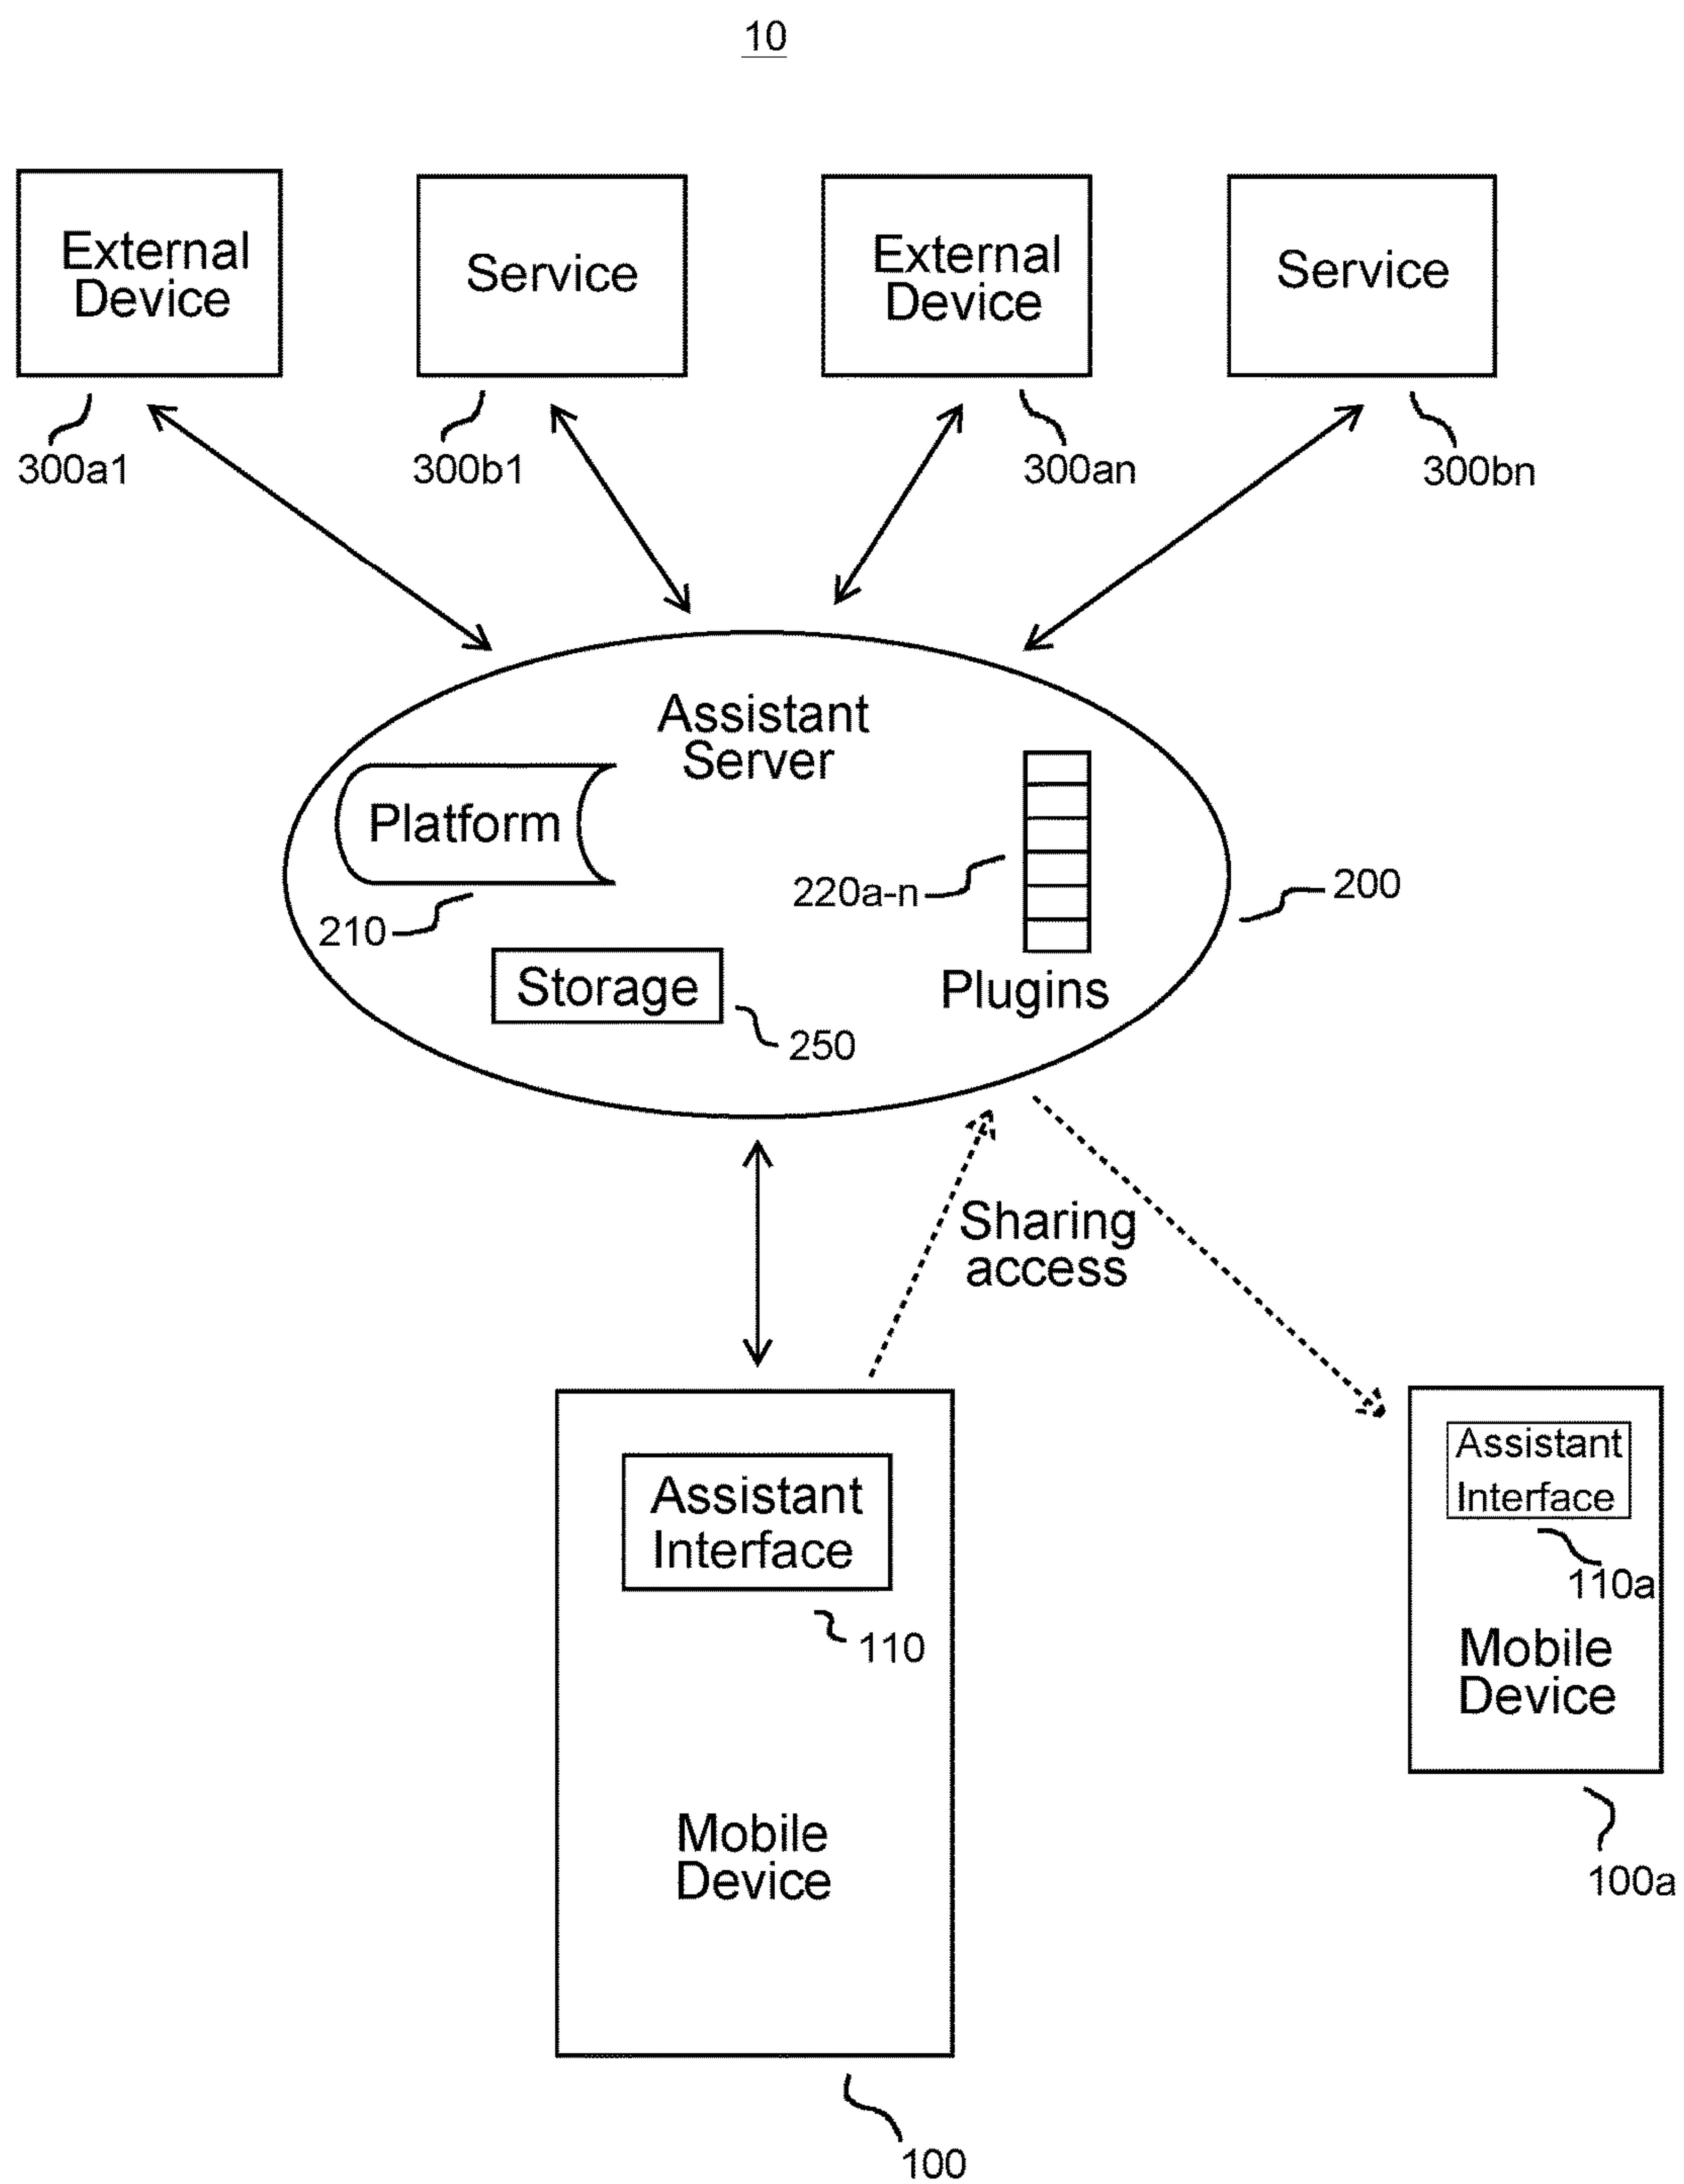 10
External
Device
Service
External
Device
Service
300a1
300b1
300an
300bn
Assistant
Server
Platform
220a-n
200
210
Storage
Plugins
250
Sharing
access
Assistant
Interface
110
Mobile
Device
100
Assistant
Interface
110a
Mobile
Device
100a